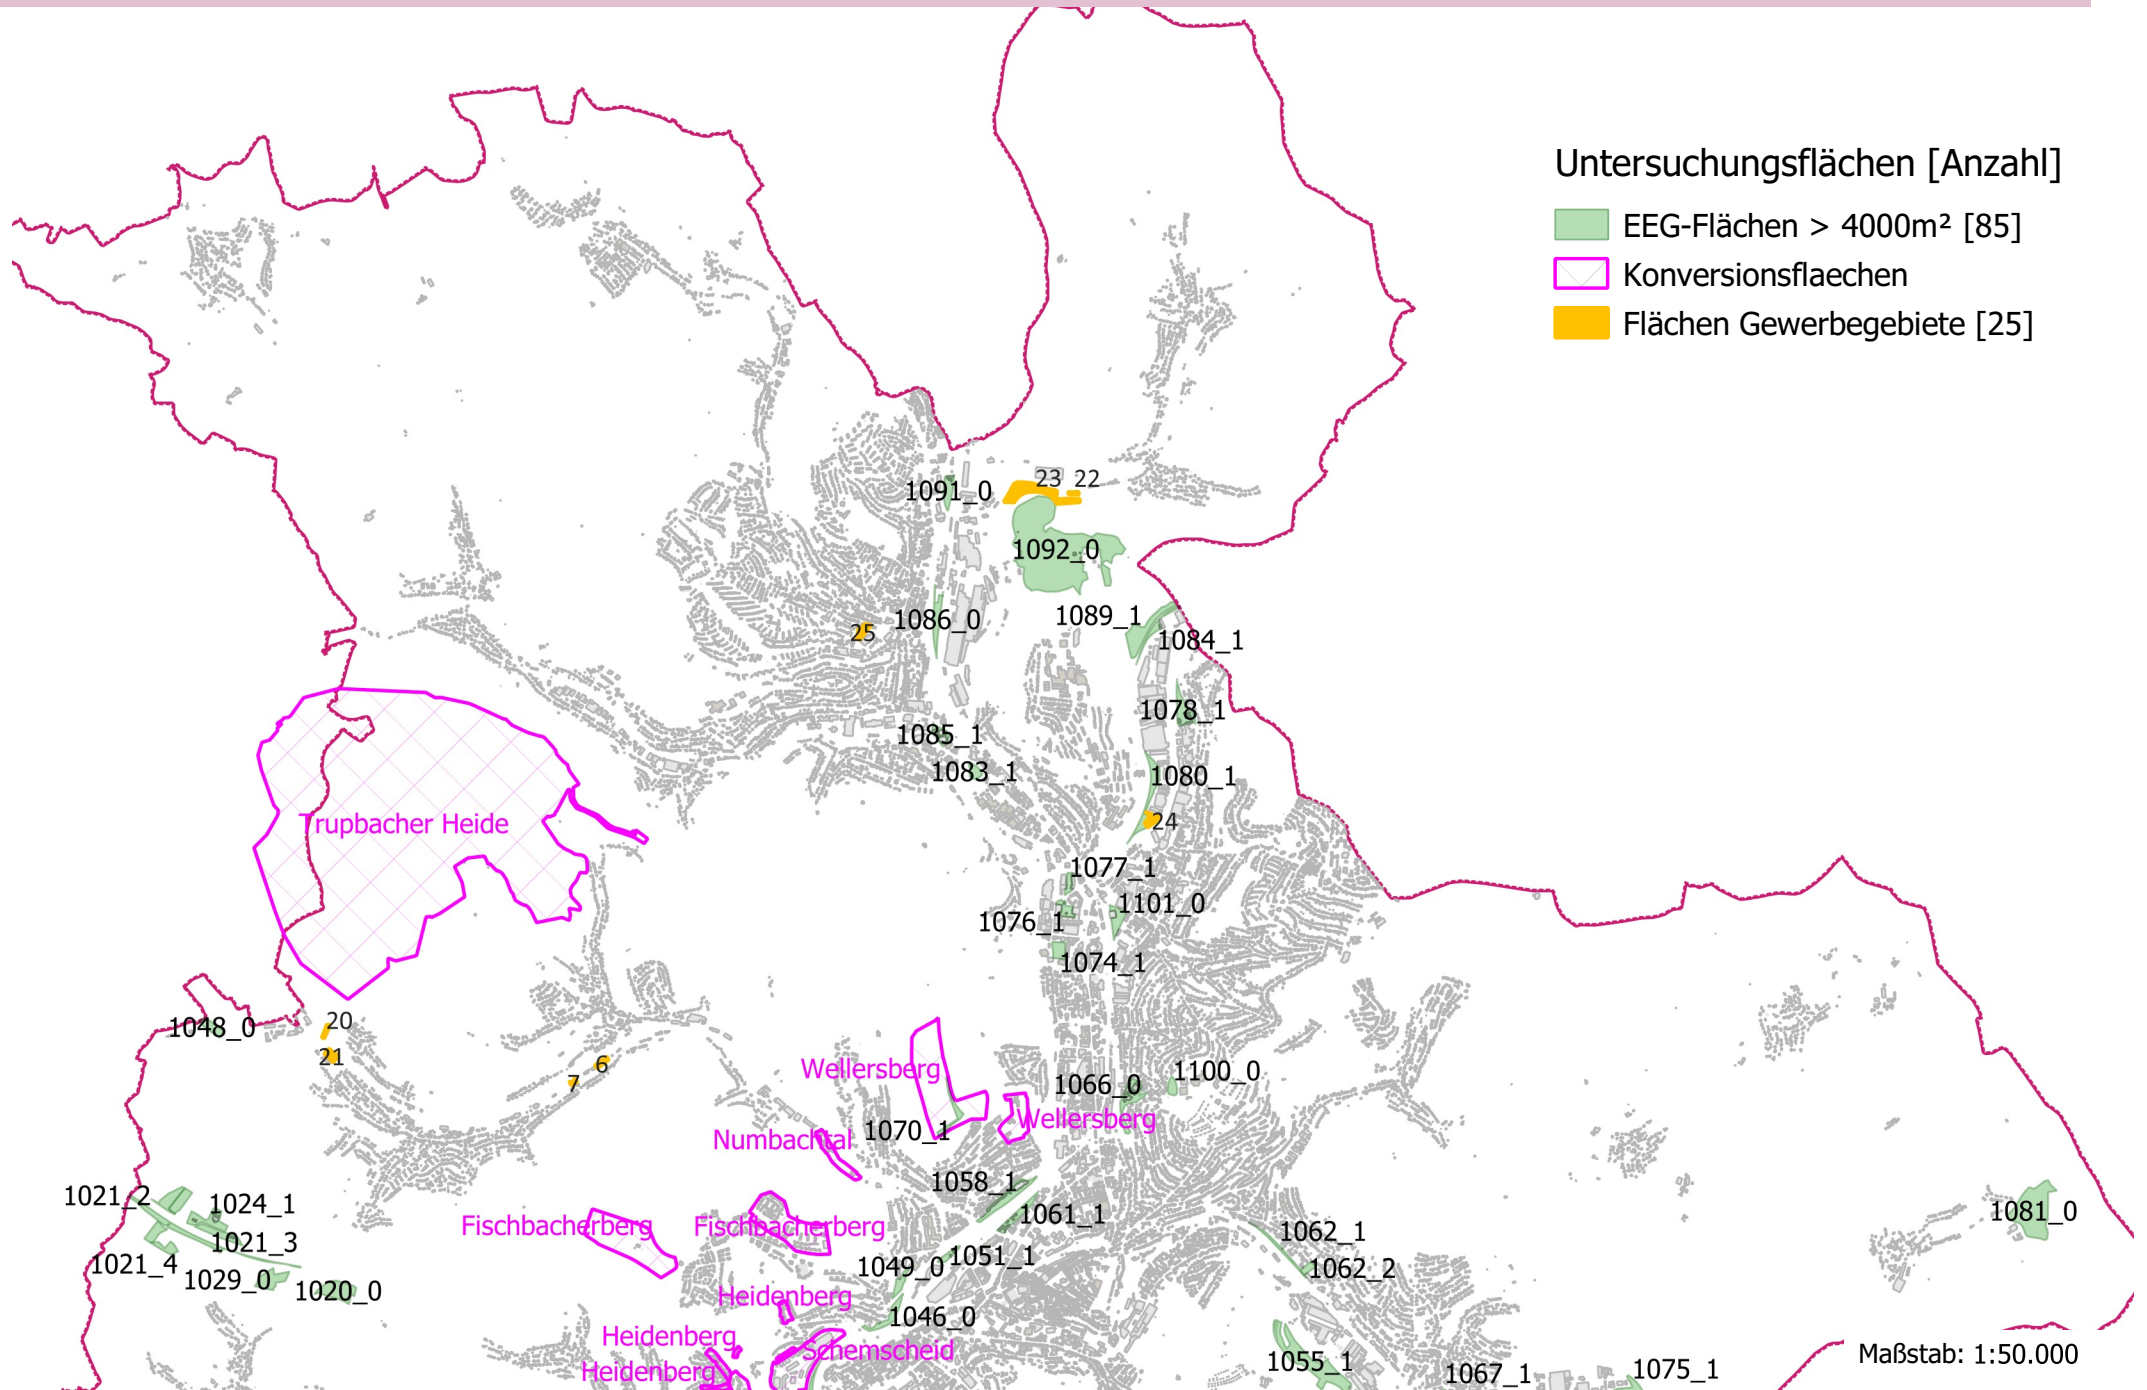 Untersuchungsflächen [Anzahl]
EEG-Flächen > 4000m² [85]
Konversionsflaechen
Flächen Gewerbegebiete [25]
23 22
1091_0
1092_0
1089_1
1086_0
25
1084_1
1078_1
1085_1
1083_1
1080_1
Trupbacher Heide
24
1077_1
1101_0
1076_1
1074_1
20
1048_0
21
6
7
Wellersberg
1100_0
1066_0
Wellersberg
1070_1
Numbachtal
1058_1
1021_2
1024_1
1061_1
1081_0
Fischbacherberg
Fischbacherberg
1062_1
1021_3
1051_1
1021_4
1049_0
1062_2
1029_0
1020_0
Heidenberg
1046_0
Heidenberg
Schemscheid
Maßstab: 1:50.000
1055_1
Heidenberg
1067_1
1075_1